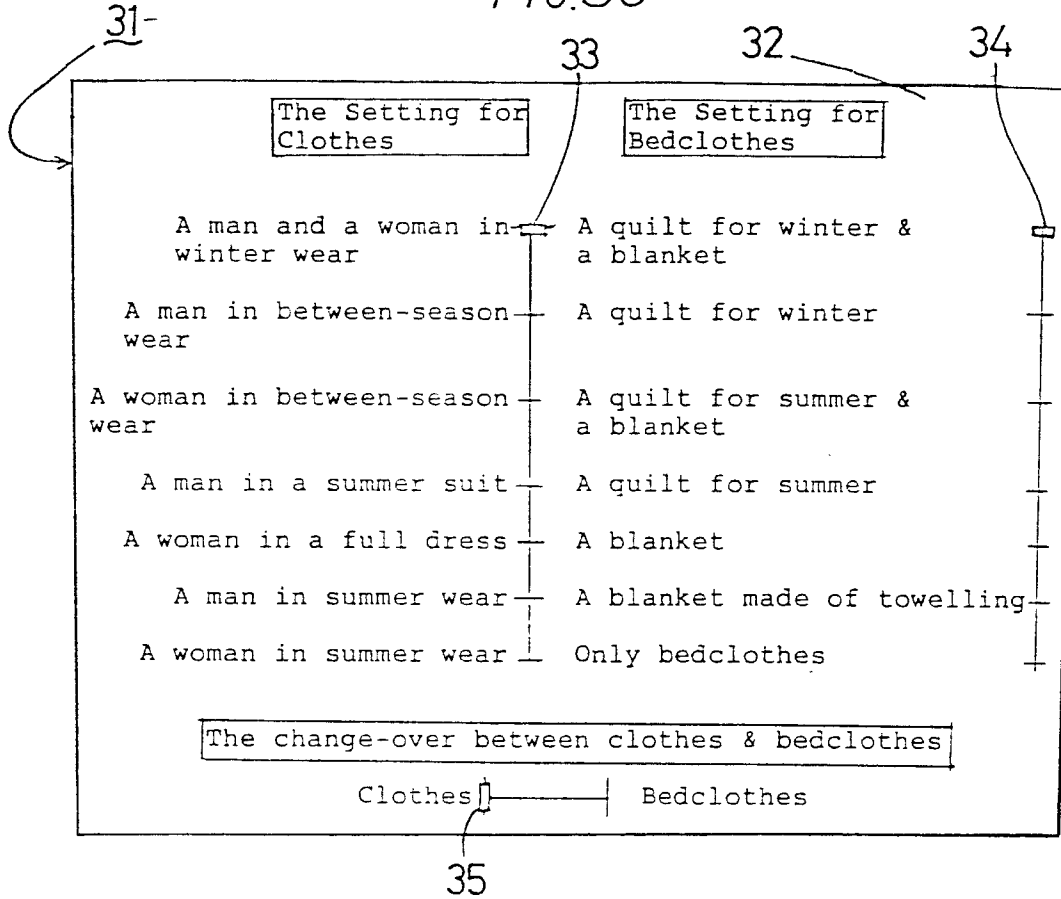 31
33
32
34
The Setting for
Clothes
The Setting for
Bedclothes
A man and a woman in
winter wear
A quilt for winter &
a blanket
A man in between-season
wear
A quilt for winter
A woman in between-season
wear
A quilt for summer &
a blanket
A man in a summer suit
A quilt for summer
A woman in a full dress
A blanket
A man in summer wear
A blanket made of towelling
A woman in summer wear
Only bedclothes
The change-over between clothes & bedclothes
Clothes
Bedclothes
35